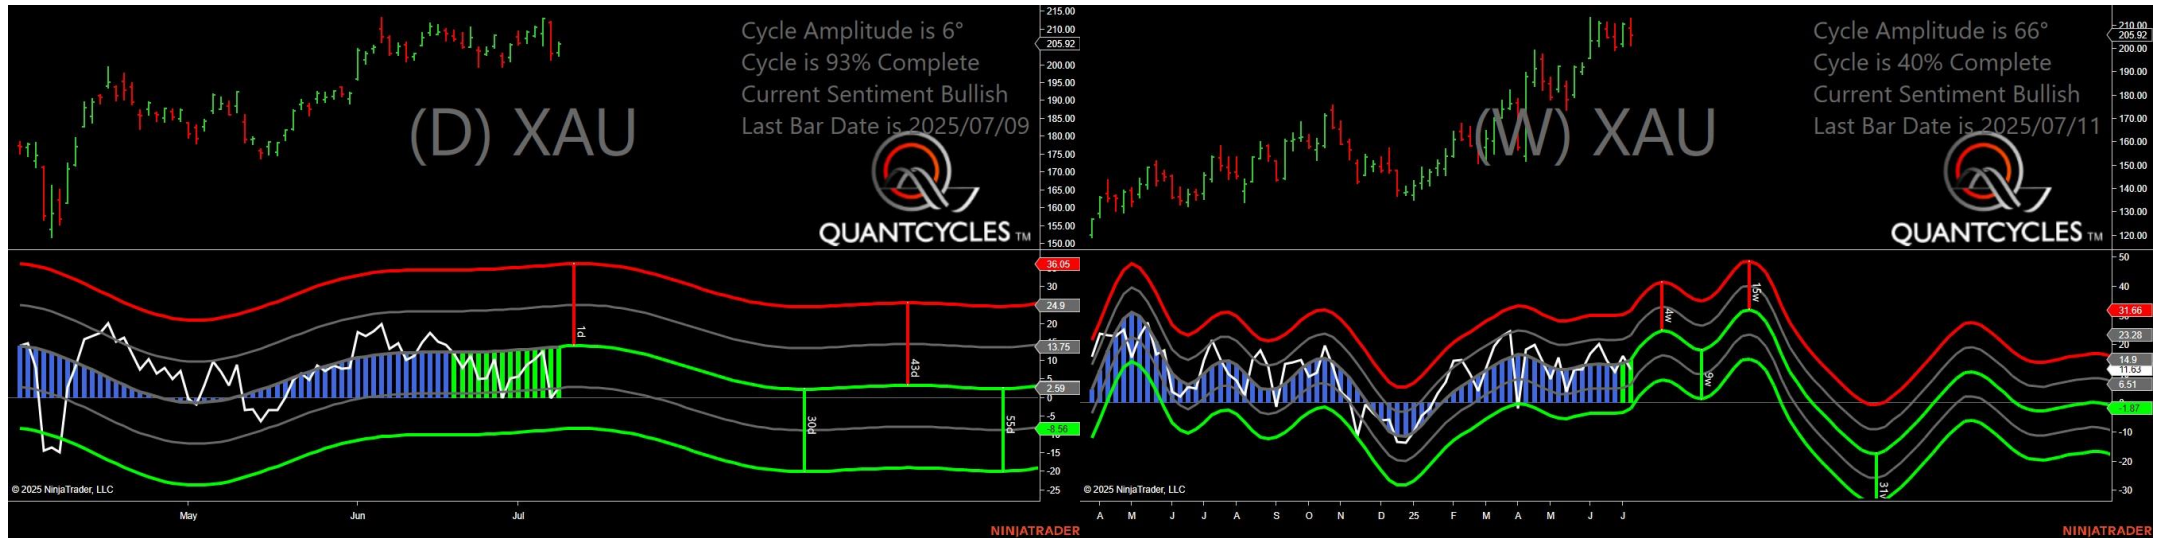 Cycle Amplitude is 6°
Cycle is 93% Complete
Current Sentiment Bullish
Last Bar Date is 2025/07/09
(D) XAU
QUANTCYCLES TM
215.00
210.00
205.92
200.00
195.00
190.00
185.00
180.00
175.00
170.00
165.00
160.00
155.00
150.00
36.05
30
24.9
20
13.75
10
5
2.59
0
-5
-8.56
-15
-20
-25
1d
30d
43d
55d
© 2025 NinjaTrader, LLC
May
Jun
Jul
NINJATRADER
Cycle Amplitude is 66°
Cycle is 40% Complete
Current Sentiment Bullish
Last Bar Date is 2025/07/11
(W) XAU
QUANTCYCLES TM
210.00
205.92
200.00
190.00
180.00
170.00
160.00
150.00
140.00
130.00
120.00
50
40
31.66
23.28
20
14.9
11.63
6.51
-1.87
-10
-20
-30
4w
9w
15w
© 2025 NinjaTrader, LLC
A M J J A S O N D 25 F M A M J J
NINJATRADER